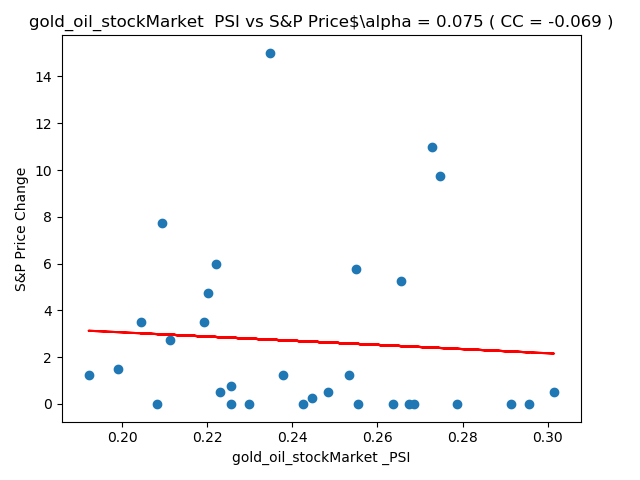 gold_oil_stockMarket  PSI vs S&P Price$\alpha = 0.075 ( CC = -0.069 )
S&P Price Change
14
12
10
8
6
4
2
0
0.20 0.22 0.24 0.26 0.28 0.30
gold_oil_stockMarket _PSI